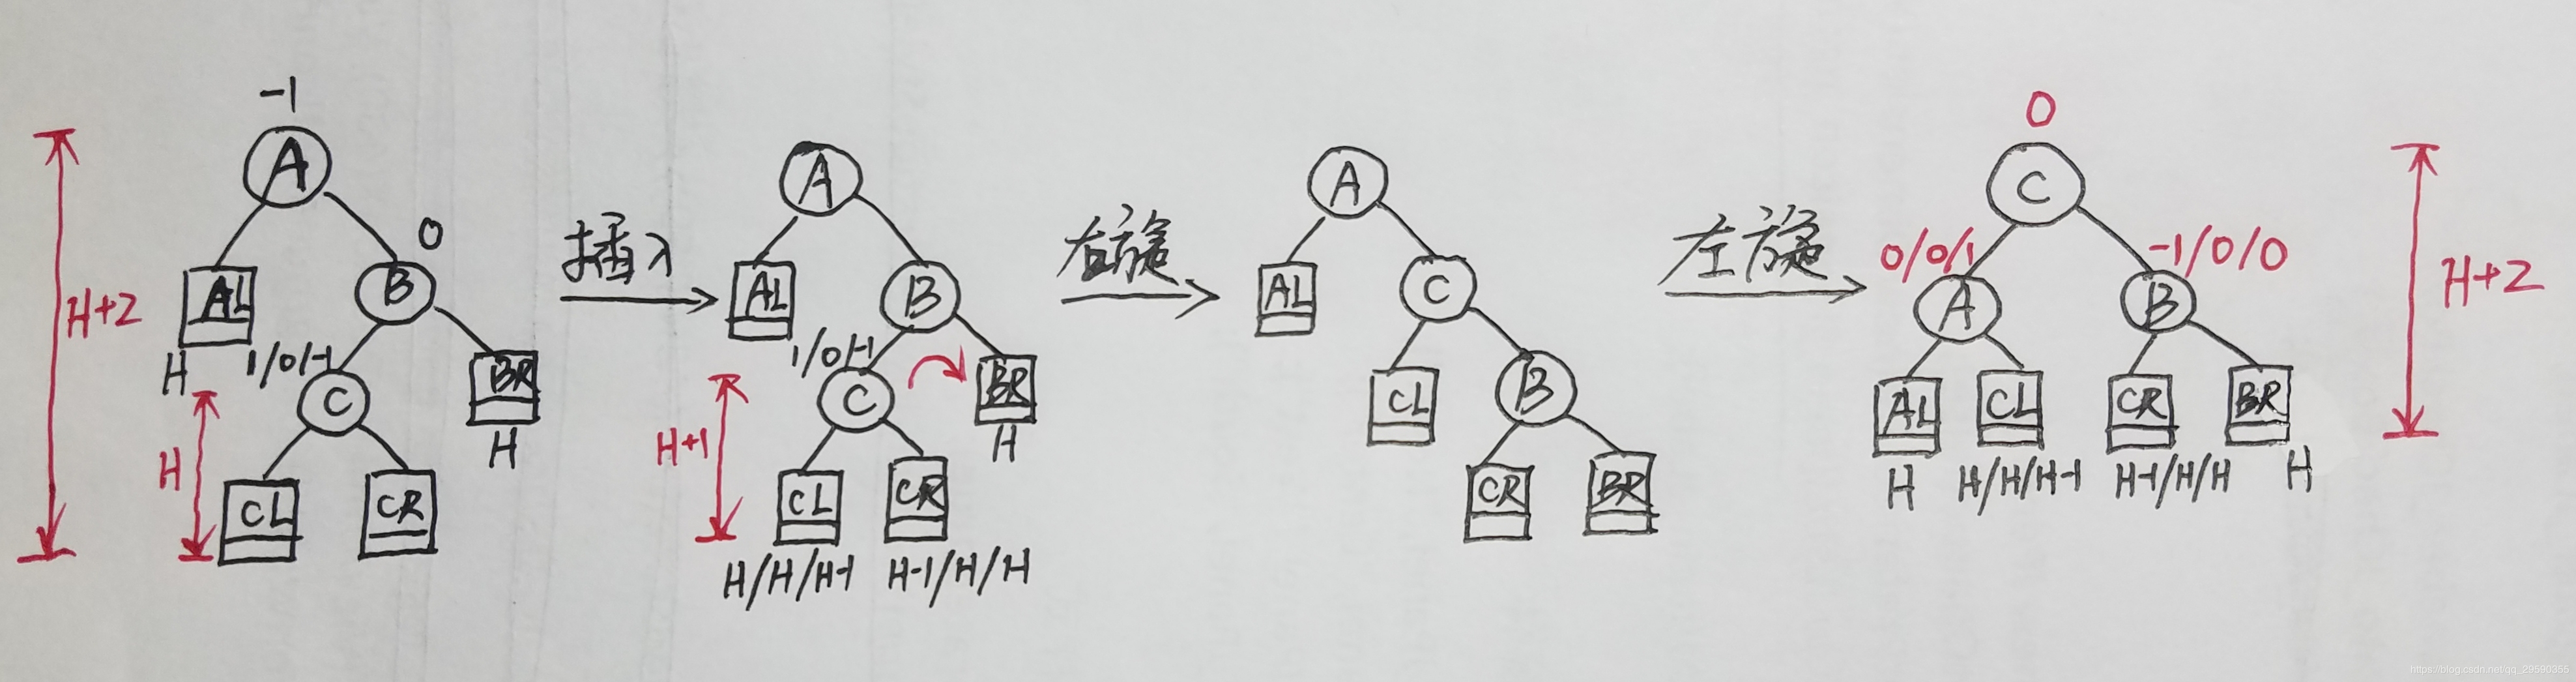 -1
A
H+2
0
AL
B
H
1/0/-1
C
BR
H
H
CL
CR
插入
A
AL
B
1/0/-1
C
BR
H+1
H
CL
CR
H/H/H-1
H-1/H/H
右旋
A
AL
C
CL
B
CR
BR
左旋
0
C
0/0/1
-1/0/0
A
B
H+2
AL
CL
CR
BR
H
H/H/H-1
H-1/H/H
H
https://blog.csdn.net/qq_29590355